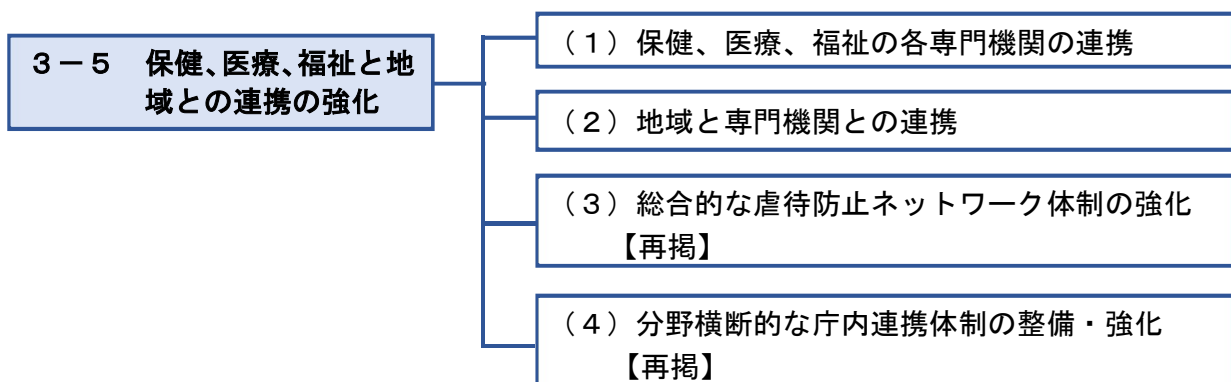 ３－５　保健、医療、福祉と地
域との連携の強化
（１）保健、医療、福祉の各専門機関の連携
（２）地域と専門機関との連携
（３）総合的な虐待防止ネットワーク体制の強化
【再掲】
（４）分野横断的な庁内連携体制の整備・強化
【再掲】